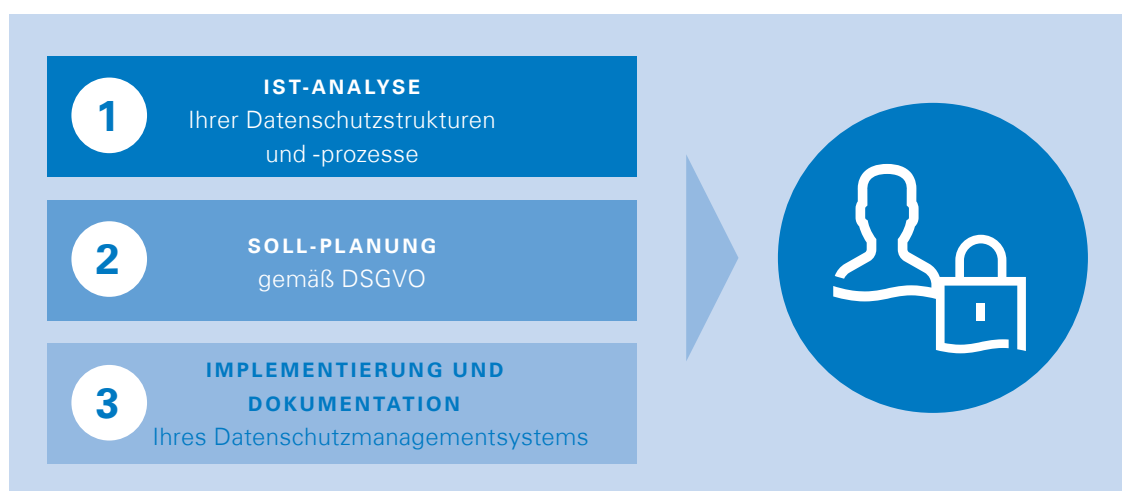 1
IST-ANALYSE
Ihrer Datenschutzstrukturen
und -prozesse
2
SOLL-PLANUNG
gemäß DSGVO
3
IMPLEMENTIERUNG UND
DOKUMENTATION
Ihres Datenschutzmanagementsystems